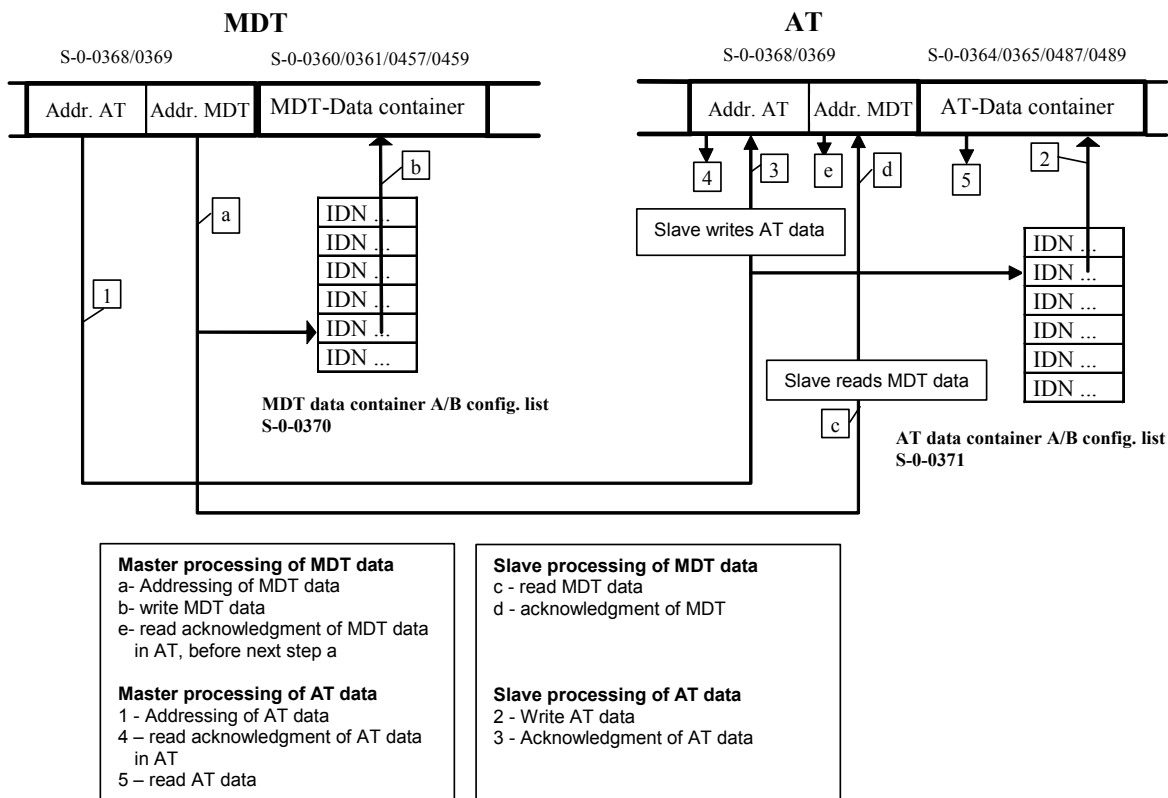 MDT
AT
S-0-0368/0369
S-0-0360/0361/0457/0459
S-0-0368/0369
S-0-0364/0365/0487/0489
Addr. AT
Addr. MDT
MDT-Data container
Addr. AT
Addr. MDT
AT-Data container
b
4
3
e
d
5
2
a
IDN ...
IDN ...
IDN ...
IDN ...
IDN ...
IDN ...
Slave writes AT data
1
IDN ...
IDN ...
IDN ...
IDN ...
IDN ...
IDN ...
Slave reads MDT data
c
MDT data container A/B config. list
S-0-0370
AT data container A/B config. list
S-0-0371
Master processing of MDT data
a- Addressing of MDT data
b- write MDT data
e- read acknowledgment of MDT data
in AT, before next step a
Master processing of AT data
1 - Addressing of AT data
4 – read acknowledgment of AT data
in AT
5 – read AT data
Slave processing of MDT data
c - read MDT data
d - acknowledgment of MDT
Slave processing of AT data
2 - Write AT data
3 - Acknowledgment of AT data